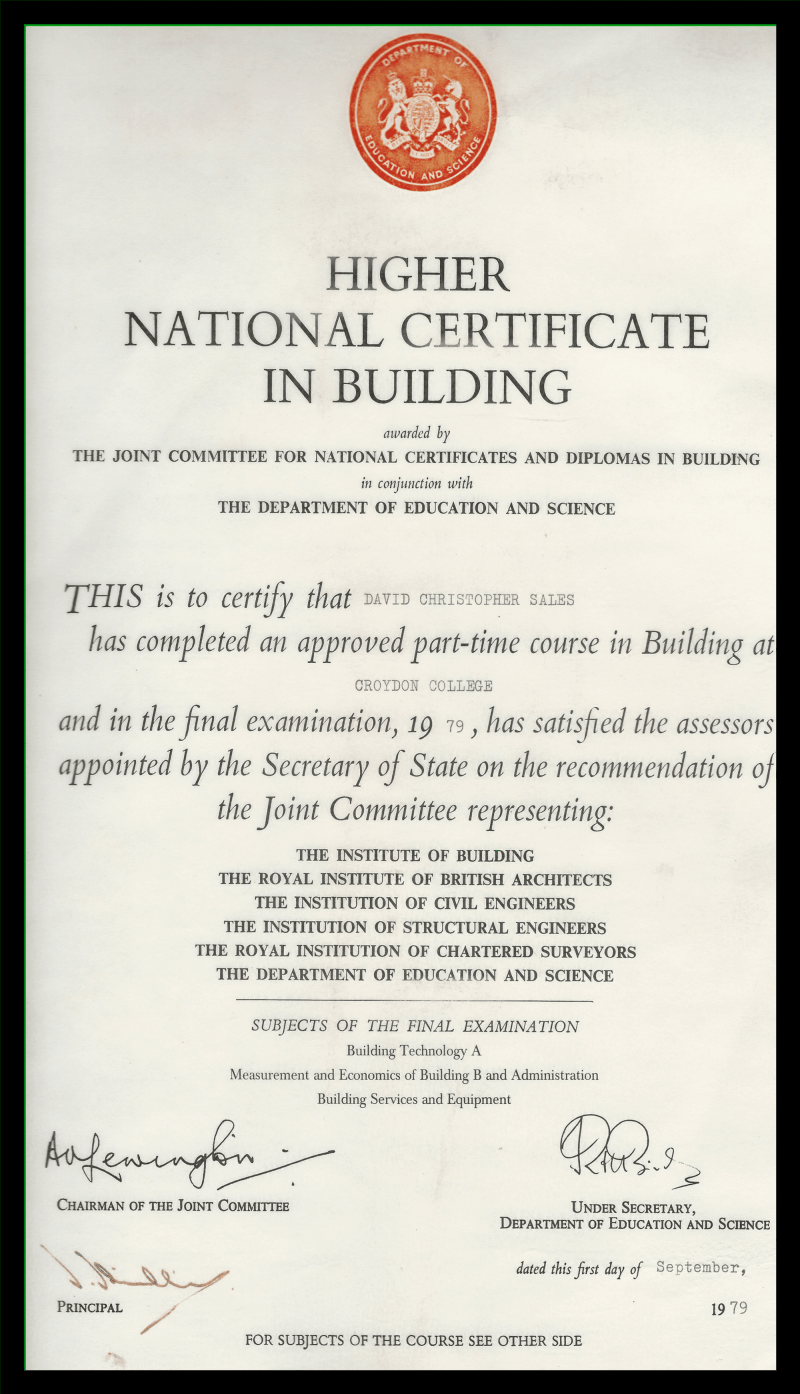 DEPARTMENT OF
EDUCATION AND SCIENCE
HIGHER
NATIONAL CERTIFICATE
IN BUILDING
awarded by
THE JOINT COMMITTEE FOR NATIONAL CERTIFICATES AND DIPLOMAS IN BUILDING
in conjunction with
THE DEPARTMENT OF EDUCATION AND SCIENCE
THIS is to certify that DAVID CHRISTOPHER SALES
has completed an approved part-time course in Building at
CROYDON COLLEGE
and in the final examination, 19 79, has satisfied the assessors
appointed by the Secretary of State on the recommendation of
the Joint Committee representing:
THE INSTITUTE OF BUILDING
THE ROYAL INSTITUTE OF BRITISH ARCHITECTS
THE INSTITUTION OF CIVIL ENGINEERS
THE INSTITUTION OF STRUCTURAL ENGINEERS
THE ROYAL INSTITUTION OF CHARTERED SURVEYORS
THE DEPARTMENT OF EDUCATION AND SCIENCE
SUBJECTS OF THE FINAL EXAMINATION
Building Technology A
Measurement and Economics of Building B and Administration
Building Services and Equipment
CHAIRMAN OF THE JOINT COMMITTEE
UNDER SECRETARY,
DEPARTMENT OF EDUCATION AND SCIENCE
dated this first day of September,
PRINCIPAL
19 79
FOR SUBJECTS OF THE COURSE SEE OTHER SIDE